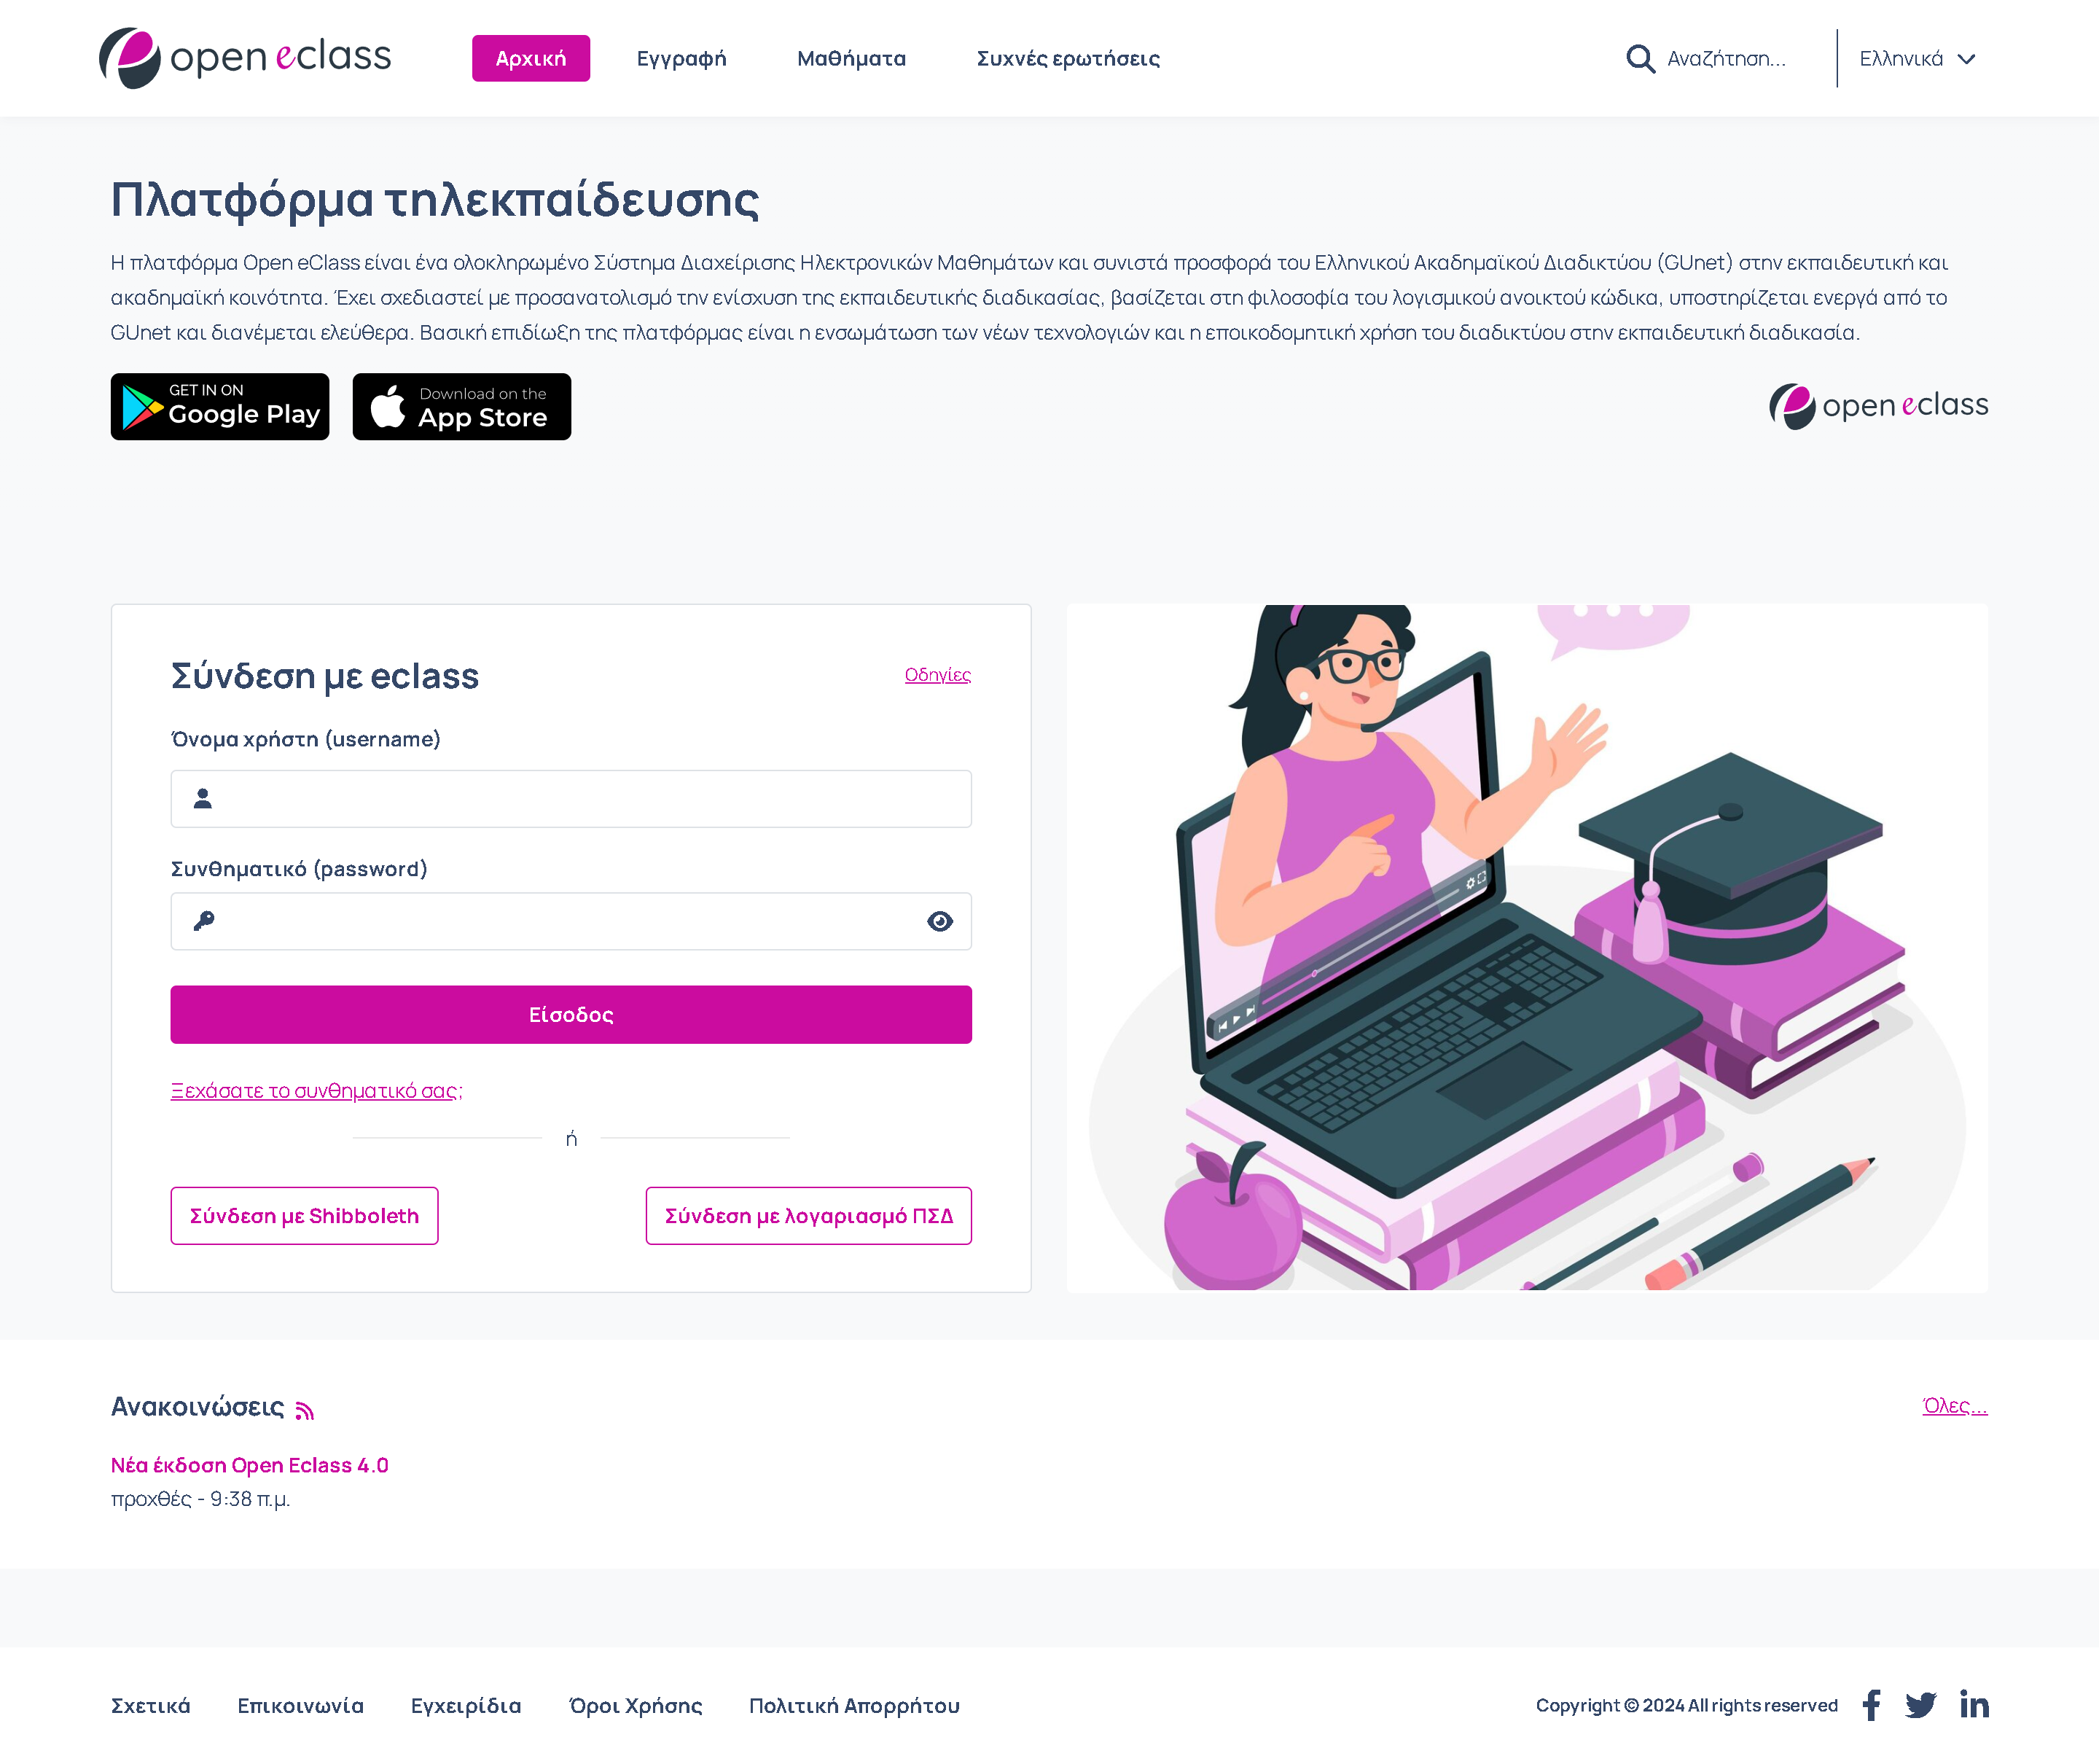 open eclass
Αρχική
Εγγραφή
Μαθήματα
Συχνές ερωτήσεις
Αναζήτηση...
Ελληνικά
Πλατφόρμα τηλεκπαίδευσης
Η πλατφόρμα Open eClass είναι ένα ολοκληρωμένο Σύστημα Διαχείρισης Ηλεκτρονικών Μαθημάτων και συνιστά προσφορά του Ελληνικού Ακαδημαϊκού Διαδικτύου (GUnet) στην εκπαιδευτική και
ακαδημαϊκή κοινότητα. Έχει σχεδιαστεί με προσανατολισμό την ενίσχυση της εκπαιδευτικής διαδικασίας, βασίζεται στη φιλοσοφία του λογισμικού ανοικτού κώδικα, υποστηρίζεται ενεργά από το
GUnet και διανέμεται ελεύθερα. Βασική επιδίωξη της πλατφόρμας είναι η ενσωμάτωση των νέων τεχνολογιών και η εποικοδομητική χρήση του διαδικτύου στην εκπαιδευτική διαδικασία.
GET IN ON
Google Play
Download on the
App Store
open eclass
Σύνδεση με eclass
Οδηγίες
Όνομα χρήστη (username)
Συνθηματικό (password)
Είσοδος
Ξεχάσατε το συνθηματικό σας;
ή
Σύνδεση με Shibboleth
Σύνδεση με λογαριασμό ΠΣΔ
Ανακοινώσεις
Όλες...
Νέα έκδοση Open Eclass 4.0
προχθές - 9:38 π.μ.
Σχετικά
Επικοινωνία
Εγχειρίδια
Όροι Χρήσης
Πολιτική Απορρήτου
Copyright © 2024 All rights reserved